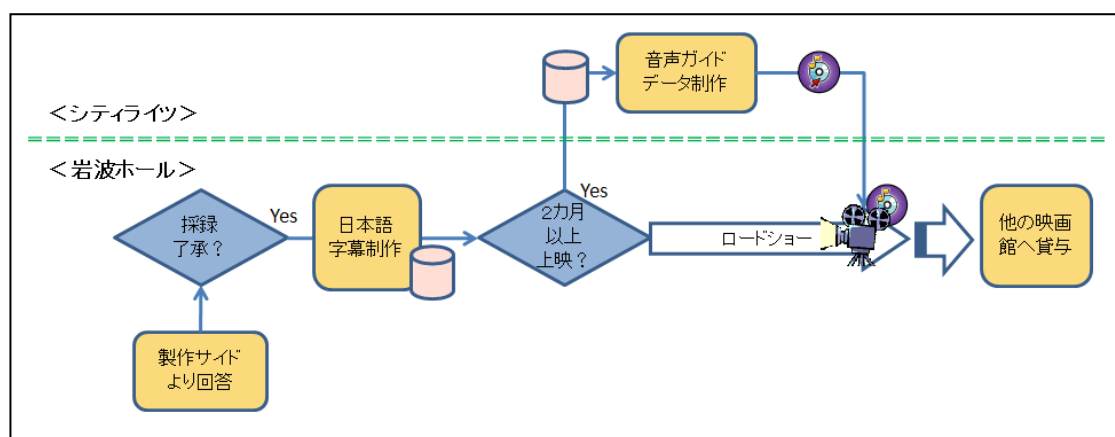 音声ガイド
データ制作
<シティライツ>
<岩波ホール>
採録
了承?
Yes
日本語
字幕制作
2カ月
以上
上映?
Yes
ロードショー
他の映画
館へ貸与
製作サイド
より回答